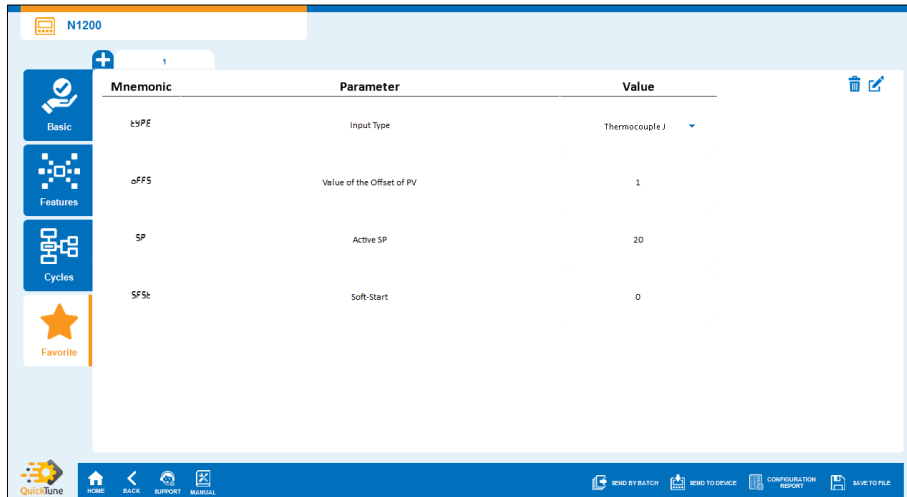 N1200
1
Mnemonic Parameter Value
tYPE Input Type Thermocouple J
oFFS Value of the Offset of PV 1
SP Active SP 20
SFSt Soft-Start 0
Basic
Features
Cycles
Favorite
QuickTune
HOME
BACK
SUPPORT
MANUAL
SEND BY BATCH
SEND TO DEVICE
CONFIGURATION
REPORT
SAVE TO FILE